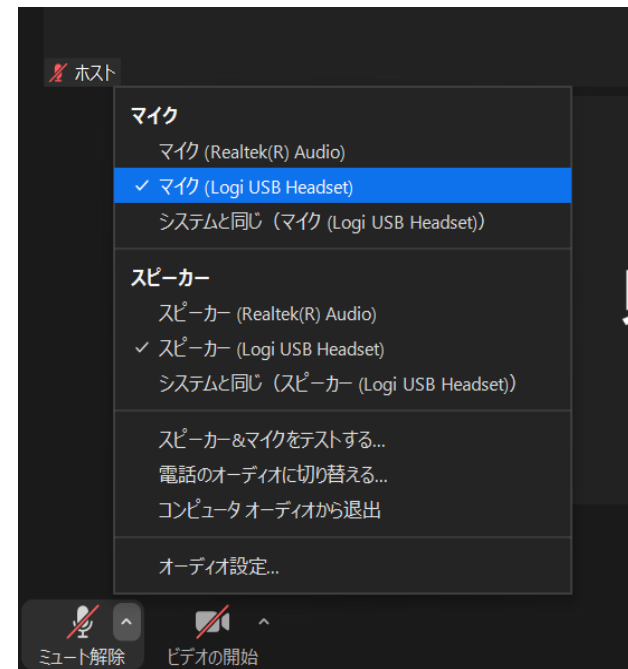 ホスト
マイク
マイク (Realtek(R) Audio)
マイク (Logi USB Headset)
システムと同じ（マイク (Logi USB Headset)）
スピーカー
スピーカー (Realtek(R) Audio)
スピーカー (Logi USB Headset)
システムと同じ（スピーカー (Logi USB Headset)）
スピーカー&マイクをテストする...
電話のオーディオに切り替える...
コンピュータ オーディオから退出
オーディオ設定...
ミュート解除 ビデオの開始